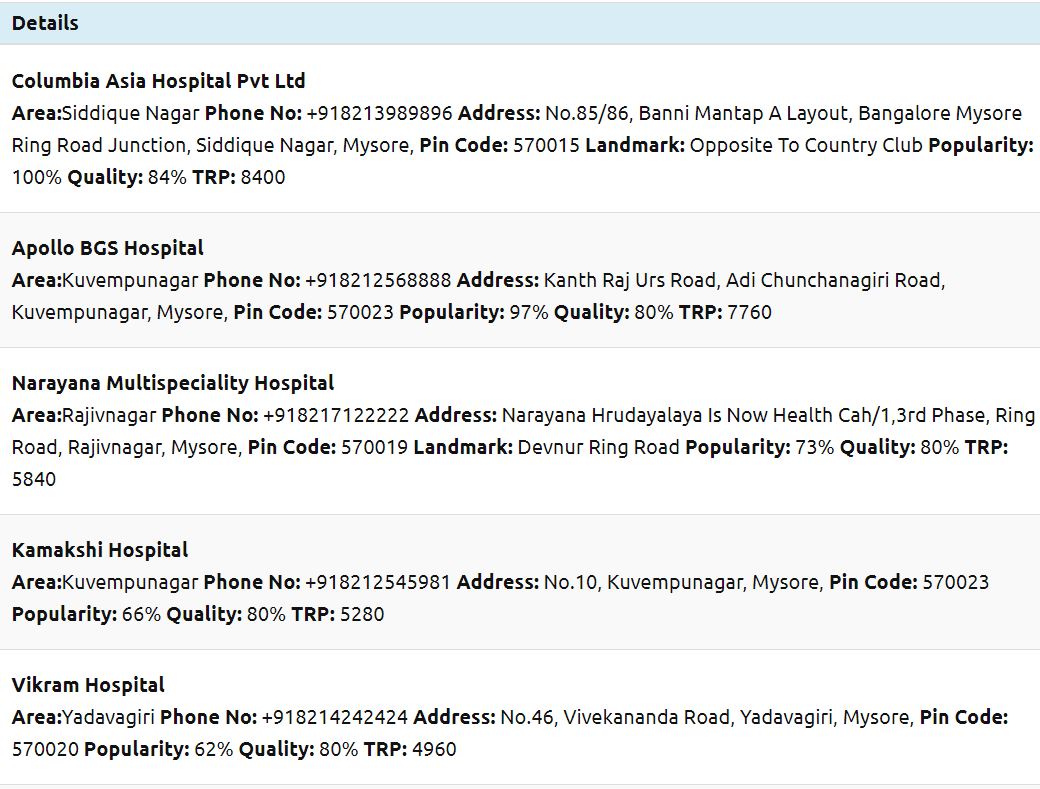 Details
Columbia Asia Hospital Pvt Ltd
Area:Siddique Nagar Phone No: +918213989896 Address: No.85/86, Banni Mantap A Layout, Bangalore Mysore
Ring Road Junction, Siddique Nagar, Mysore, Pin Code: 570015 Landmark: Opposite To Country Club Popularity:
100% Quality: 84% TRP: 8400
Apollo BGS Hospital
Area:Kuvempunagar Phone No: +918212568888 Address: Kanth Raj Urs Road, Adi Chunchanagiri Road,
Kuvempunagar, Mysore, Pin Code: 570023 Popularity: 97% Quality: 80% TRP: 7760
Narayana Multispeciality Hospital
Area:Rajivnagar Phone No: +918217122222 Address: Narayana Hrudayalaya Is Now Health Cah/1,3rd Phase, Ring
Road, Rajivnagar, Mysore, Pin Code: 570019 Landmark: Devnur Ring Road Popularity: 73% Quality: 80% TRP:
5840
Kamakshi Hospital
Area:Kuvempunagar Phone No: +918212545981 Address: No.10, Kuvempunagar, Mysore, Pin Code: 570023
Popularity: 66% Quality: 80% TRP: 5280
Vikram Hospital
Area:Yadavagiri Phone No: +918214242424 Address: No.46, Vivekananda Road, Yadavagiri, Mysore, Pin Code:
570020 Popularity: 62% Quality: 80% TRP: 4960